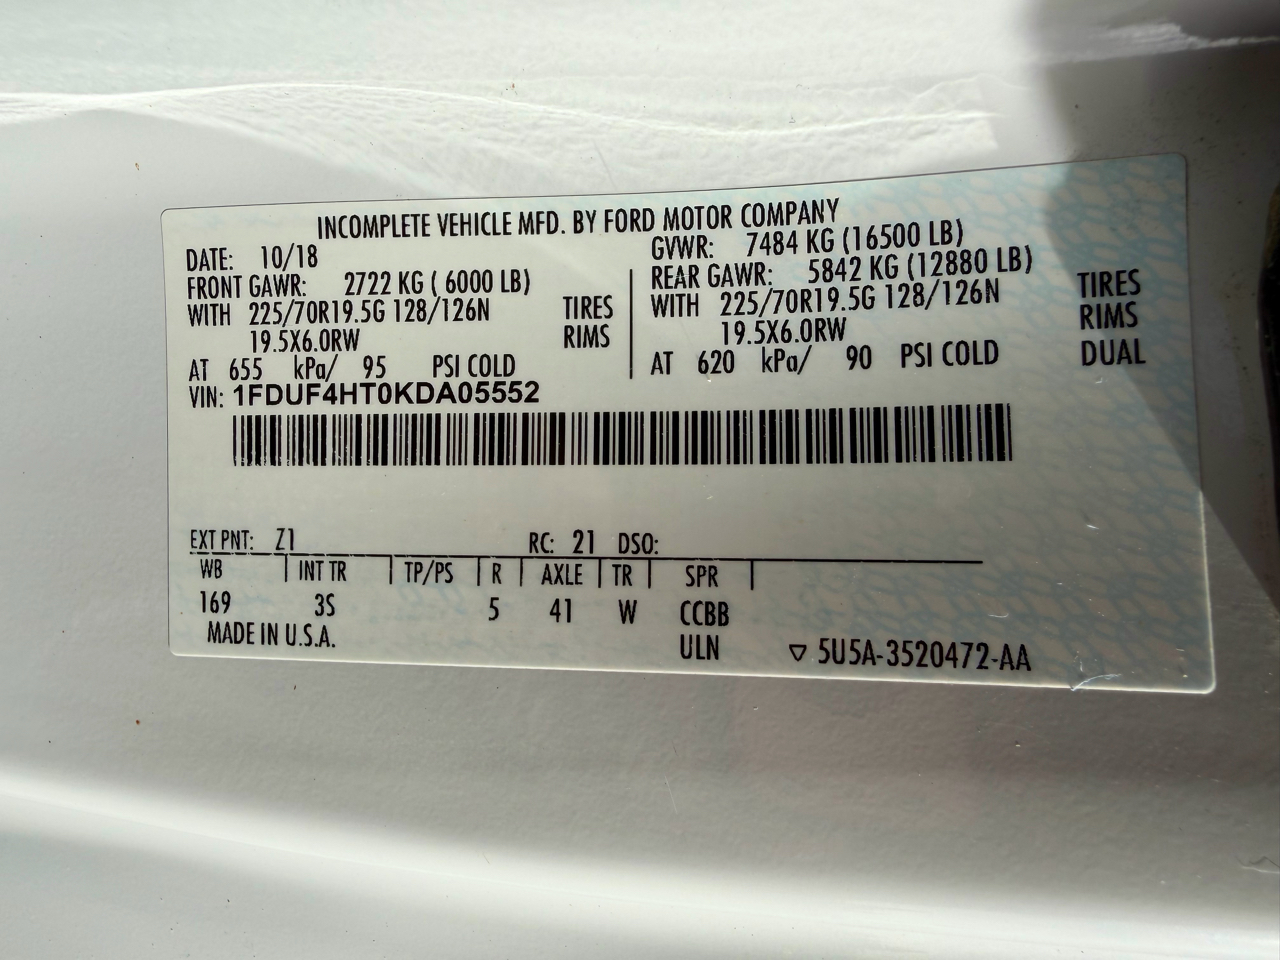 INCOMPLETE VEHICLE MFD. BY FORD MOTOR COMPANY
DATE: 10/18 GVWR: 7484 KG (16500 LB)
FRONT GAWR: 2722 KG ( 6000 LB) REAR GAWR: 5842 KG (12880 LB)
WITH 225/70R19.5G 128/126N TIRES WITH 225/70R19.5G 128/126N TIRES
19.5X6.0RW RIMS 19.5X6.0RW RIMS
AT 655 kPa/ 95 PSI COLD AT 620 kPa/ 90 PSI COLD DUAL
VIN: 1FDUF4HT0KDA05552
EXT PNT: Z1 RC: 21 DSO:
WB INT TR TP/PS R AXLE TR SPR
169 3S 5 41 W CCBB
MADE IN U.S.A. ULN ▽ 5U5A-3520472-AA